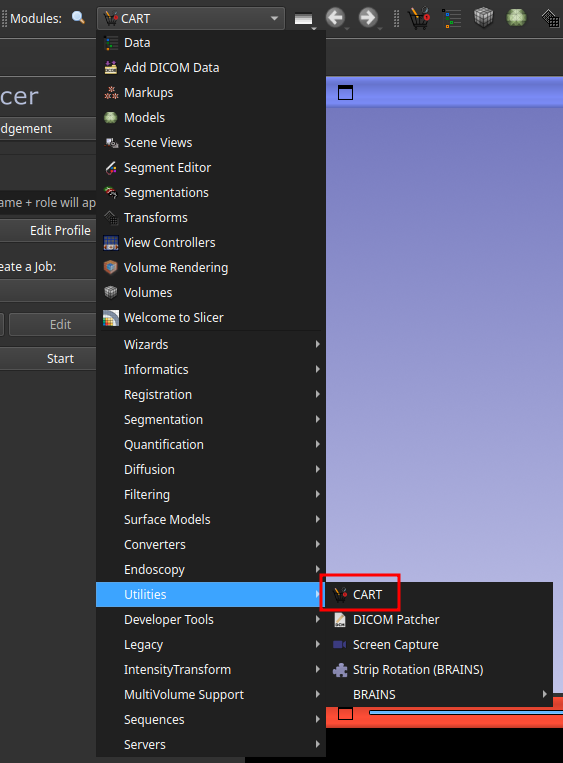 Modules:
CART
Data
Add DICOM Data
Markups
Models
Scene Views
Segment Editor
Segmentations
Transforms
View Controllers
Volume Rendering
Volumes
Welcome to Slicer
Wizards
Informatics
Registration
Segmentation
Quantification
Diffusion
Filtering
Surface Models
Converters
Endoscopy
Utilities
Developer Tools
Legacy
IntensityTransform
MultiVolume Support
Sequences
Servers
CART
DICOM Patcher
Screen Capture
Strip Rotation (BRAINS)
BRAINS
icer
dgement
ame + role will ap
Edit Profile
eate a Job:
Edit
Start